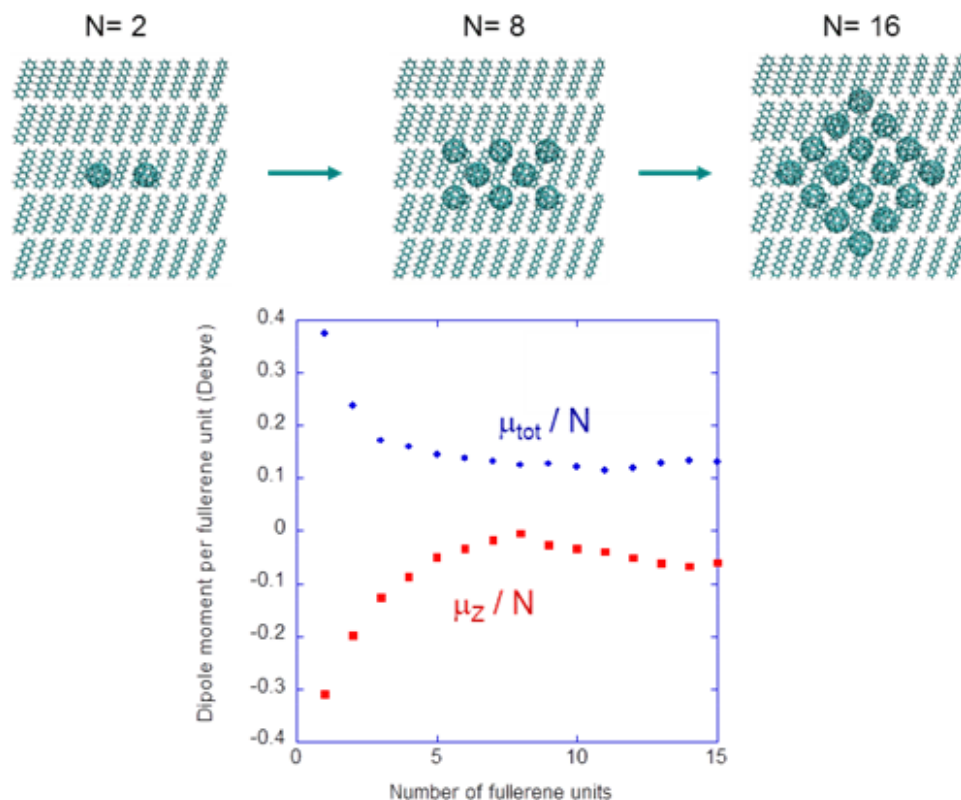 N= 2 N= 8 N= 16
0.4
0.3
0.2
0.1
0
-0.1
-0.2
-0.3
-0.4
Dipole moment per fullerene unit (Debye)
μtot / N
μZ / N
0 5 10 15
Number of fullerene units